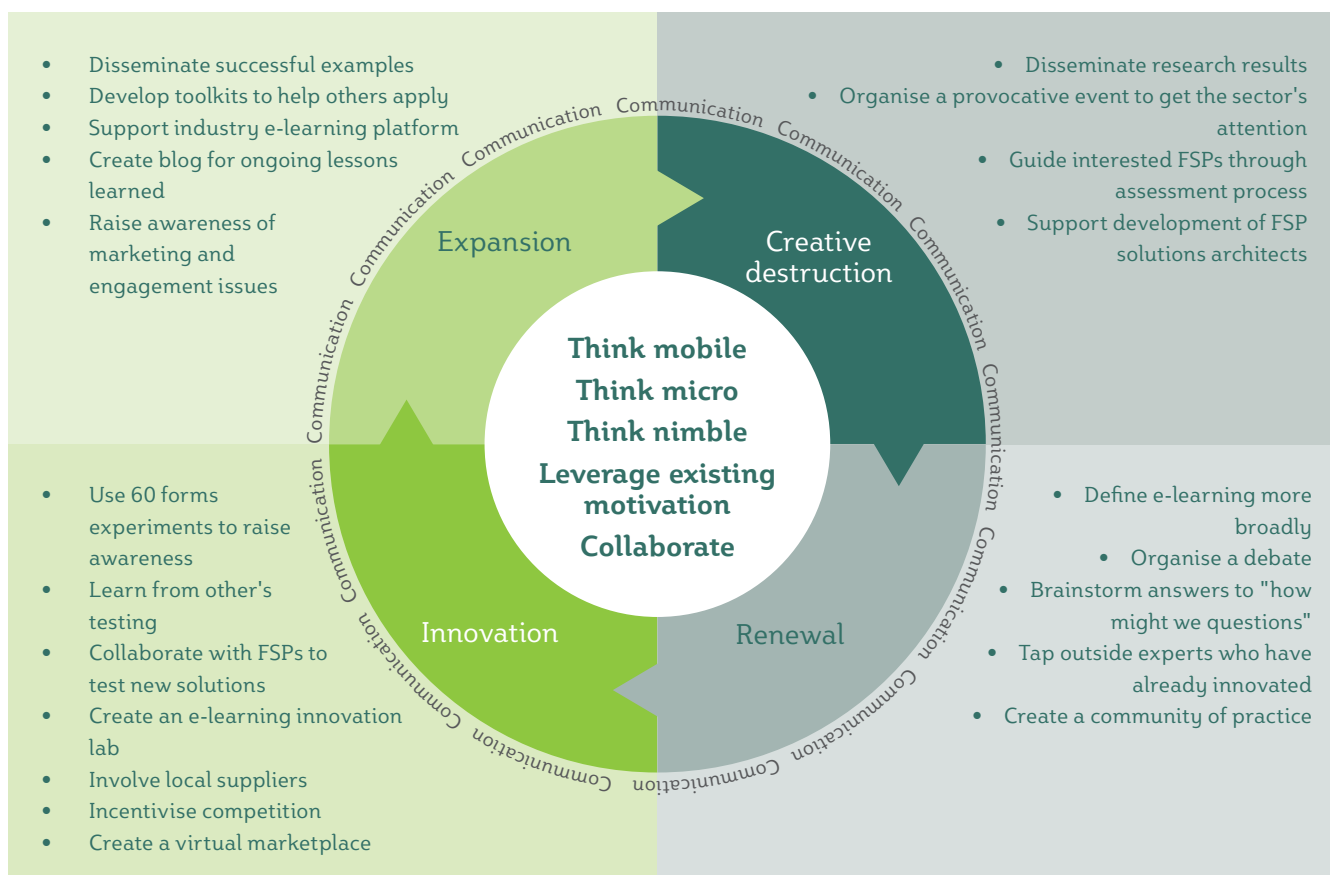 • Disseminate successful examples
• Develop toolkits to help others apply
• Support industry e-learning platform
• Create blog for ongoing lessons
learned
• Raise awareness of
marketing and
engagement issues
• Disseminate research results
• Organise a provocative event to get the sector's
attention
• Guide interested FSPs through
assessment process
• Support development of FSP
solutions architects
Communication Communication Communication Communication Communication Communication Communication Communication Communication Communication Communication Communication Communication
Expansion
Creative
destruction
Think mobile
Think micro
Think nimble
Leverage existing
motivation
Collaborate
Innovation
Renewal
• Use 60 forms
experiments to raise
awareness
• Learn from other's
testing
• Collaborate with FSPs to
test new solutions
• Create an e-learning innovation
lab
• Involve local suppliers
• Incentivise competition
• Create a virtual marketplace
• Define e-learning more
broadly
• Organise a debate
• Brainstorm answers to "how
might we questions"
• Tap outside experts who have
already innovated
• Create a community of practice